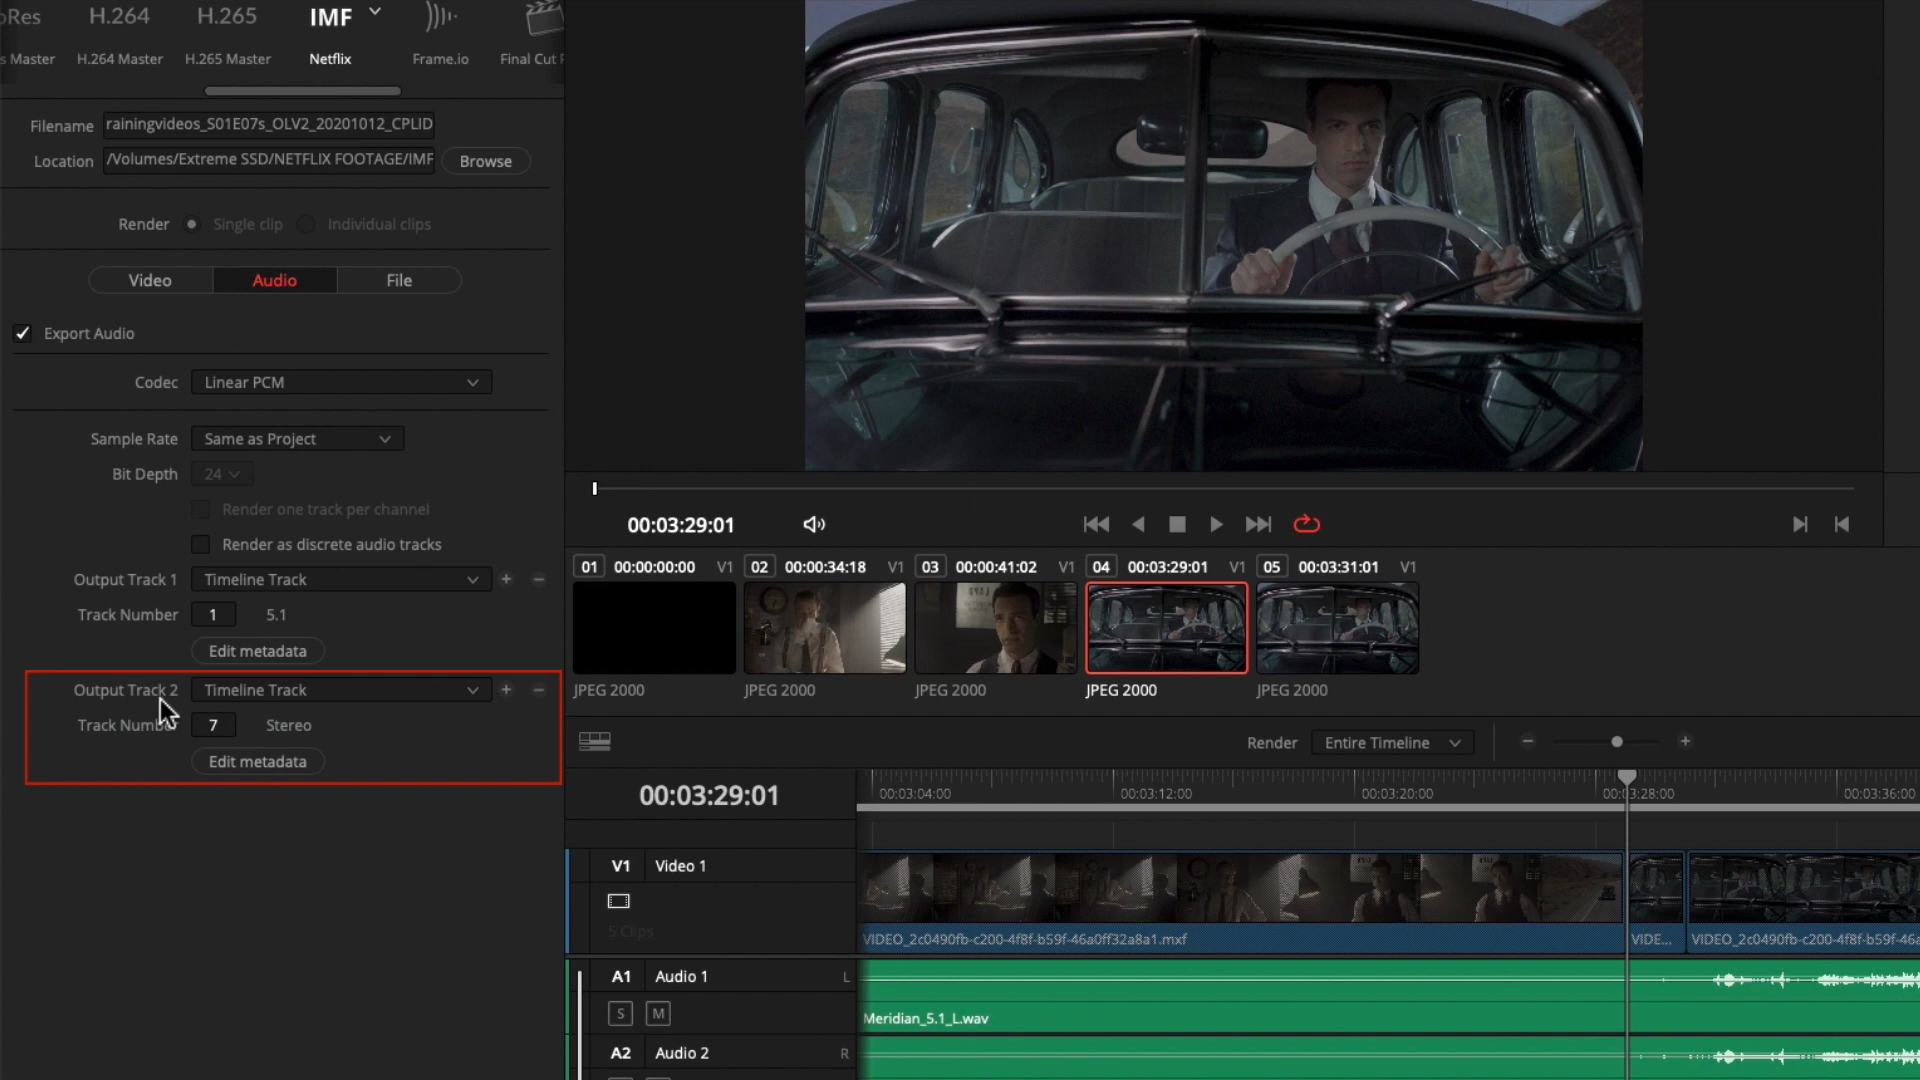 oRes H.264 H.265 IMF
s Master H.264 Master H.265 Master Netflix Frame.io Final Cut P
Filename rainingvideos_S01E07s_OLV2_20201012_CPLID
Location /Volumes/Extreme SSD/NETFLIX FOOTAGE/IMF Browse
Render Single clip Individual clips
Video Audio File
Export Audio
Codec Linear PCM
Sample Rate Same as Project
Bit Depth 24
Render one track per channel
Render as discrete audio tracks
Output Track 1 Timeline Track + −
Track Number 1 5.1
Edit metadata
Output Track 2 Timeline Track + −
Track Number 7 Stereo
Edit metadata
00:03:29:01
01 00:00:00:00 V1 02 00:00:34:18 V1 03 00:00:41:02 V1 04 00:03:29:01 V1 05 00:03:31:01 V1
JPEG 2000 JPEG 2000 JPEG 2000 JPEG 2000 JPEG 2000
Render Entire Timeline − +
00:03:29:01
00:03:04:00 00:03:12:00 00:03:20:00 00:03:28:00 00:03:36:00
V1 Video 1
5 Clips
VIDEO_2c0490fb-c200-4f8f-b59f-46a0ff32a8a1.mxf VIDE... VIDEO_2c0490fb-c200-4f8f-b59f-46a
A1 Audio 1 L
S M
Meridian_5.1_L.wav
A2 Audio 2 R